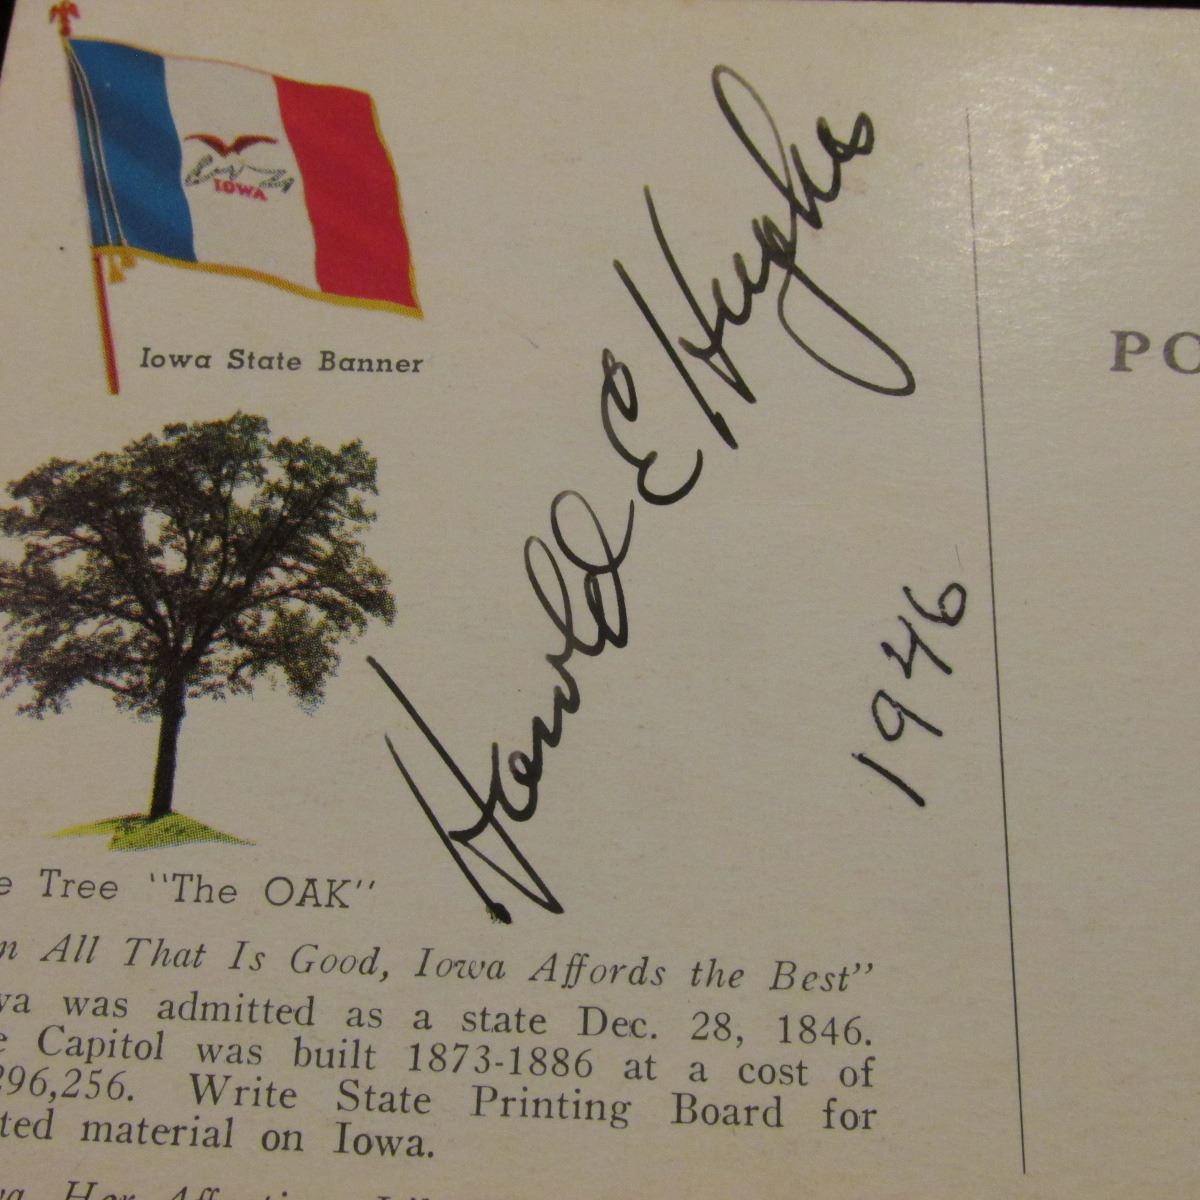 IOWA
Iowa State Banner
Harold E Hughes
1946
PO
e Tree "The OAK"
n All That Is Good, Iowa Affords the Best"
va was admitted as a state Dec. 28, 1846.
e Capitol was built 1873-1886 at a cost of
296,256. Write State Printing Board for
ted material on Iowa.